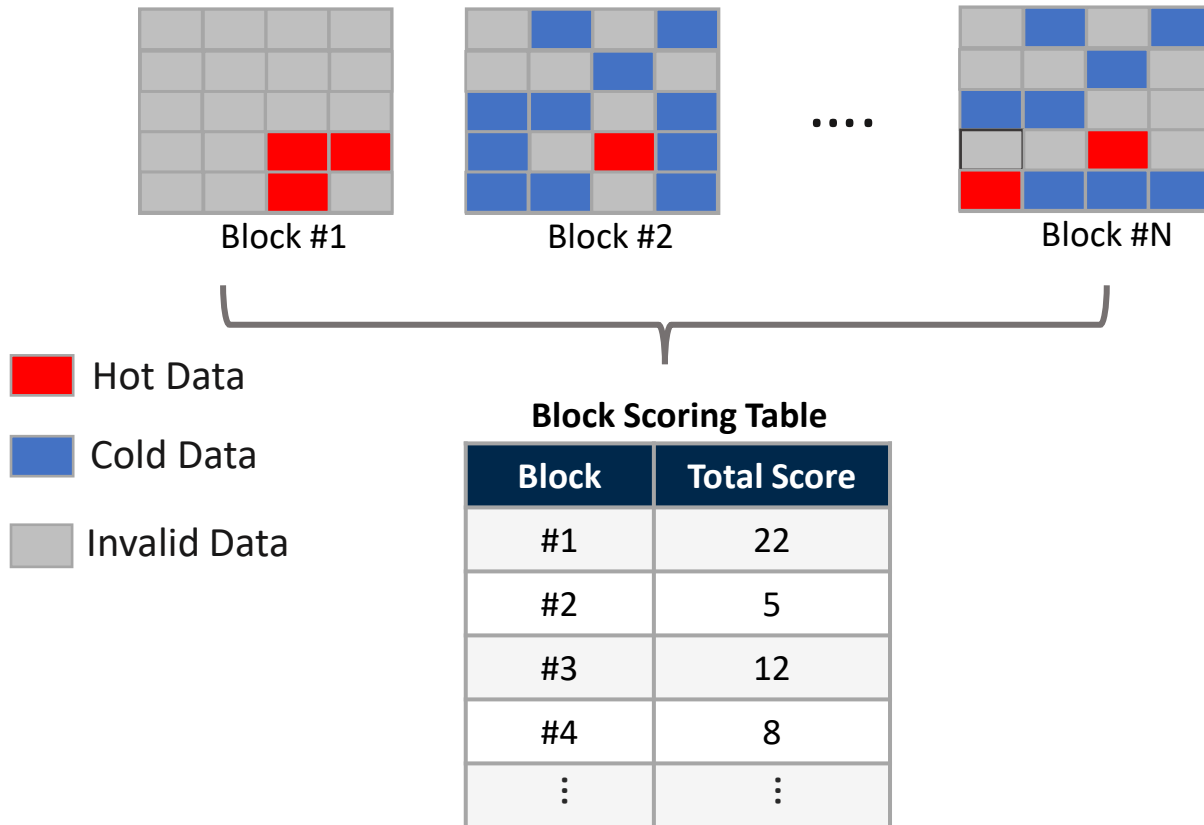 ....
Block #1
Block #2
Block #N
Hot Data
Cold Data
Invalid Data
Block Scoring Table
Block Total Score
#1 22
#2 5
#3 12
#4 8
⋮ ⋮